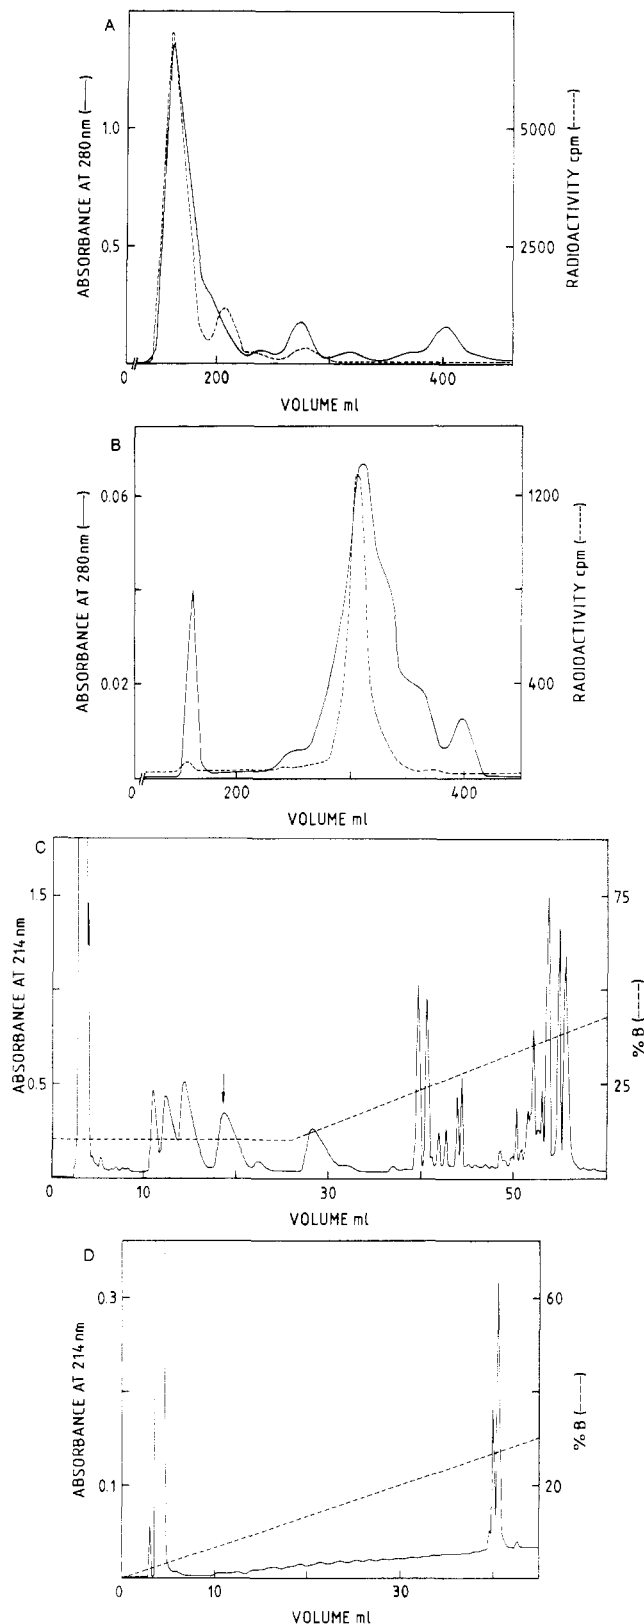 A
ABSORBANCE AT 280nm (——)
1.0
0.5
5000
2500
RADIOACTIVITY cpm (-----)
0 200 400
VOLUME ml
B
ABSORBANCE AT 280nm (——)
0.06
0.02
1200
400
RADIOACTIVITY cpm (-----)
200 400
VOLUME ml
C
ABSORBANCE AT 214nm
1.5
0.5
75
25
%B (----)
0 10 30 50
VOLUME ml
D
ABSORBANCE AT 214nm
0.3
0.1
60
20
%B (----)
0 10 30
VOLUME ml